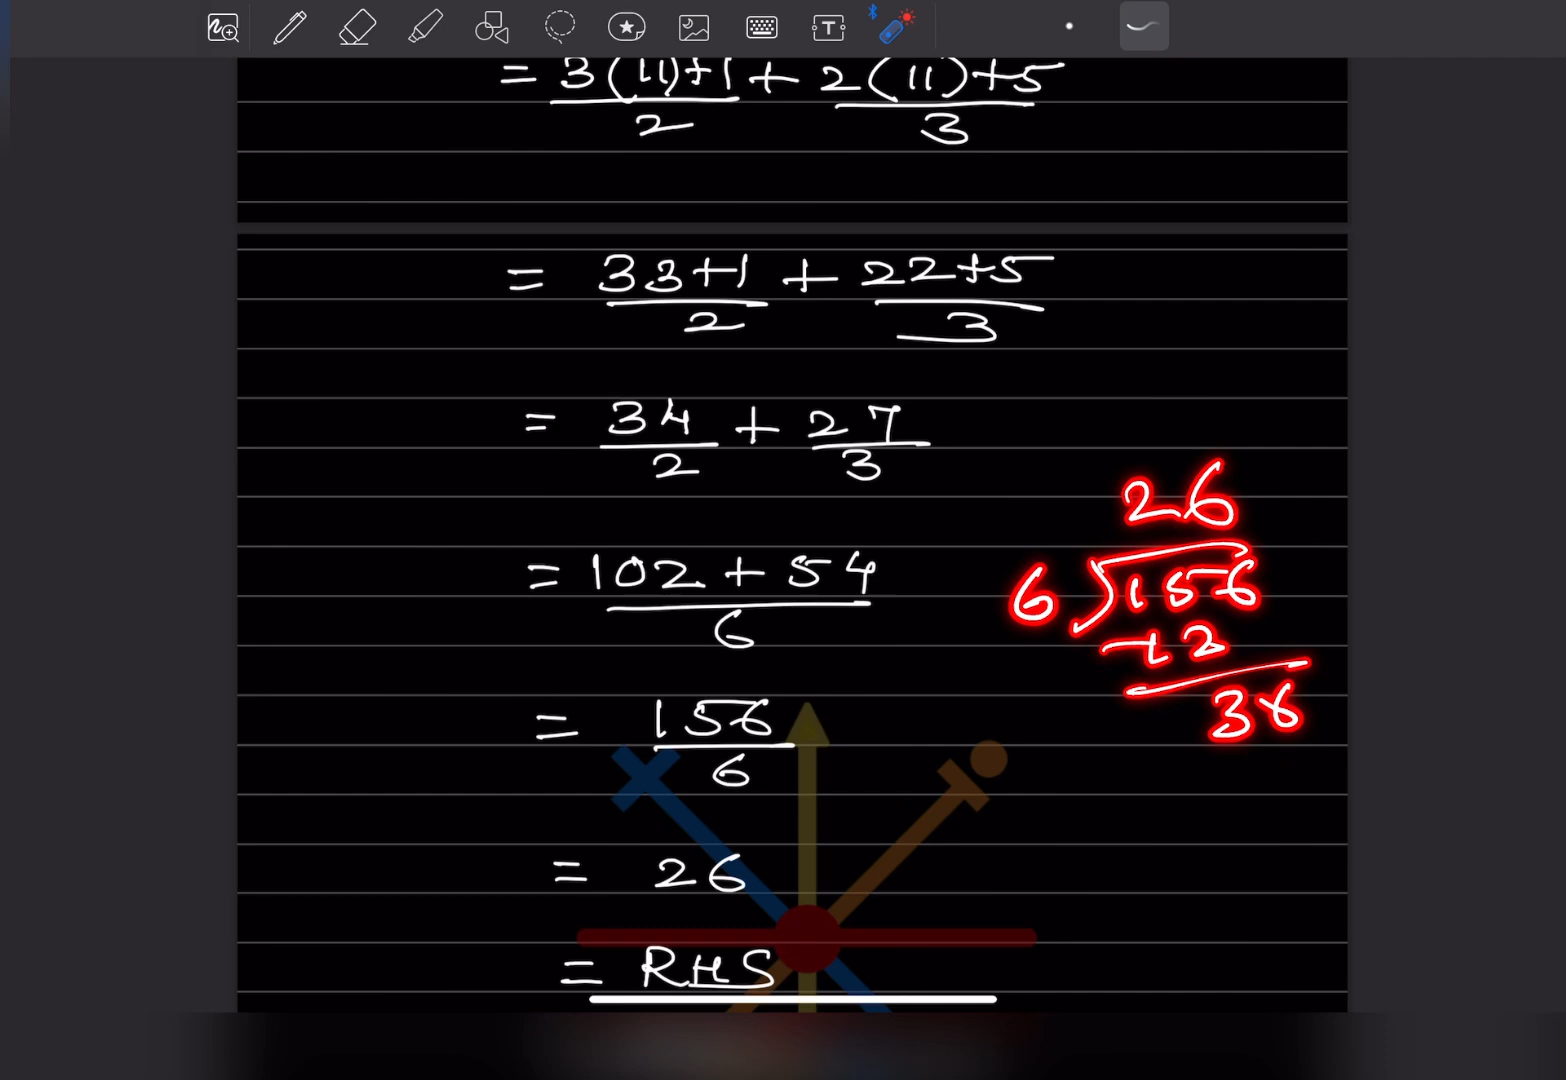 = 3(11)+1/2 + 2(11)+5/3
= 33+1/2 + 22+5/3
= 34/2 + 27/3
= 102 + 54/6
= 156/6
= 26
= RHS
26
6)156
-12
36